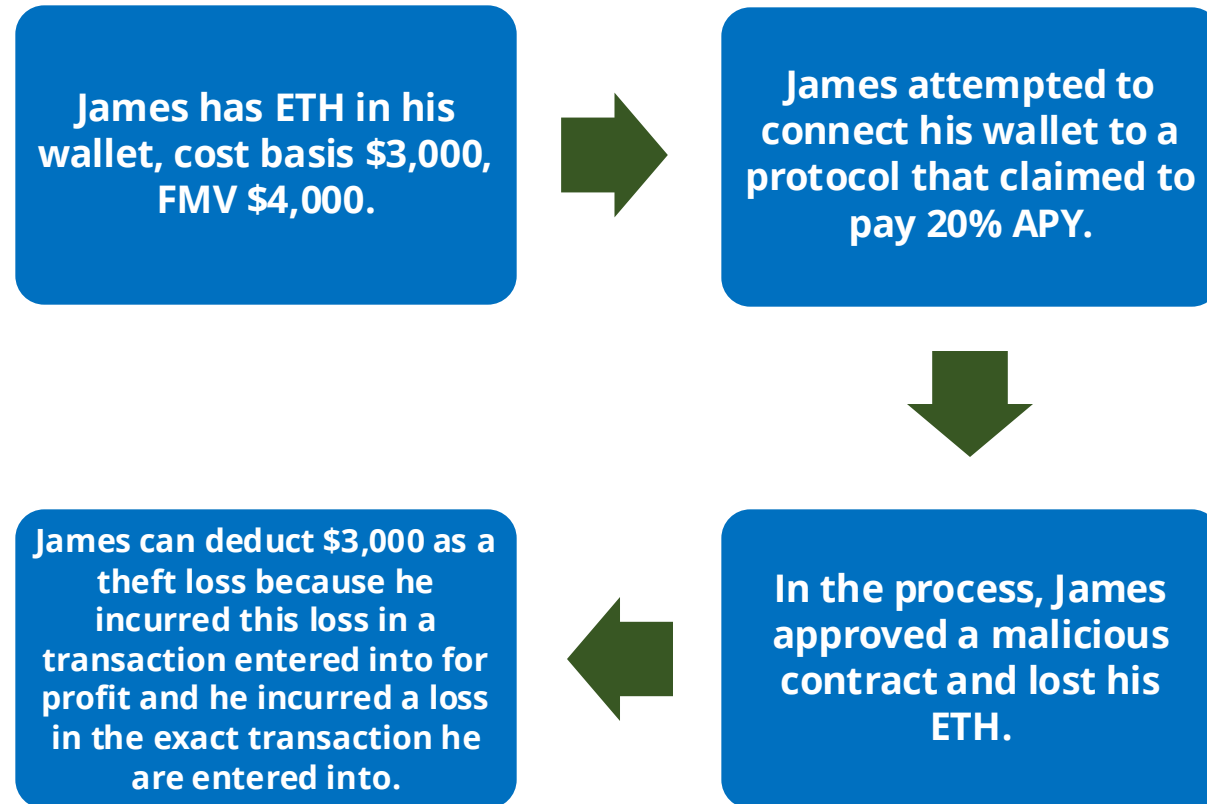 James has ETH in his
wallet, cost basis $3,000,
FMV $4,000.
James attempted to
connect his wallet to a
protocol that claimed to
pay 20% APY.
In the process, James
approved a malicious
contract and lost his
ETH.
James can deduct $3,000 as a
theft loss because he
incurred this loss in a
transaction entered into for
profit and he incurred a loss
in the exact transaction he
are entered into.